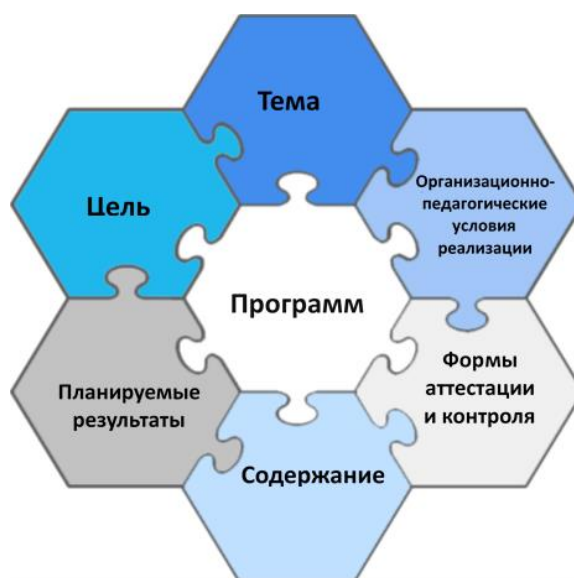 Тема
Организационно-
педагогические
условия
реализации
Цель
Программ
Формы
аттестации
и контроля
Планируемые
результаты
Содержание